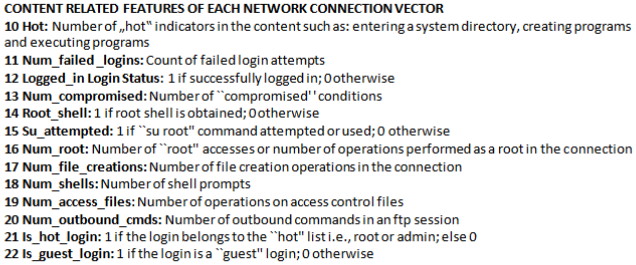 CONTENT RELATED FEATURES OF EACH NETWORK CONNECTION VECTOR
10 Hot: Number of „hot‟ indicators in the content such as: entering a system directory, creating programs
and executing programs
11 Num_failed _logins: Count of failed login attempts
12 Logged_in Login Status: 1 if successfully logged in; 0 otherwise
13 Num_compromised: Number of ``compromised'' conditions
14 Root_shell: 1 if root shell is obtained; 0 otherwise
15 Su_attempted: 1 if ``su root'' command attempted or used; 0 otherwise
16 Num_root: Number of ``root'' accesses or number of operations performed as a root in the connection
17 Num_file_creations: Number of file creation operations in the connection
18 Num_shells: Number of shell prompts
19 Num_access_files: Number of operations on access control files
20 Num_outbound_cmds: Number of outbound commands in an ftp session
21 Is_hot_login: 1 if the login belongs to the ``hot'' list i.e., root or admin; else 0
22 Is_guest_login: 1 if the login is a ``guest'' login; 0 otherwise